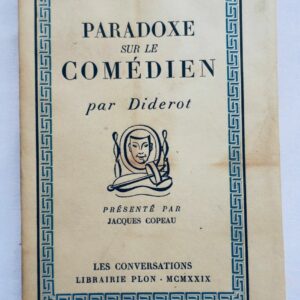 PARADOXE
SUR LE
COMÉDIEN
par Diderot
PRÉSENTÉ PAR
JACQUES COPEAU
LES CONVERSATIONS
LIBRAIRIE PLON · MCMXXIX